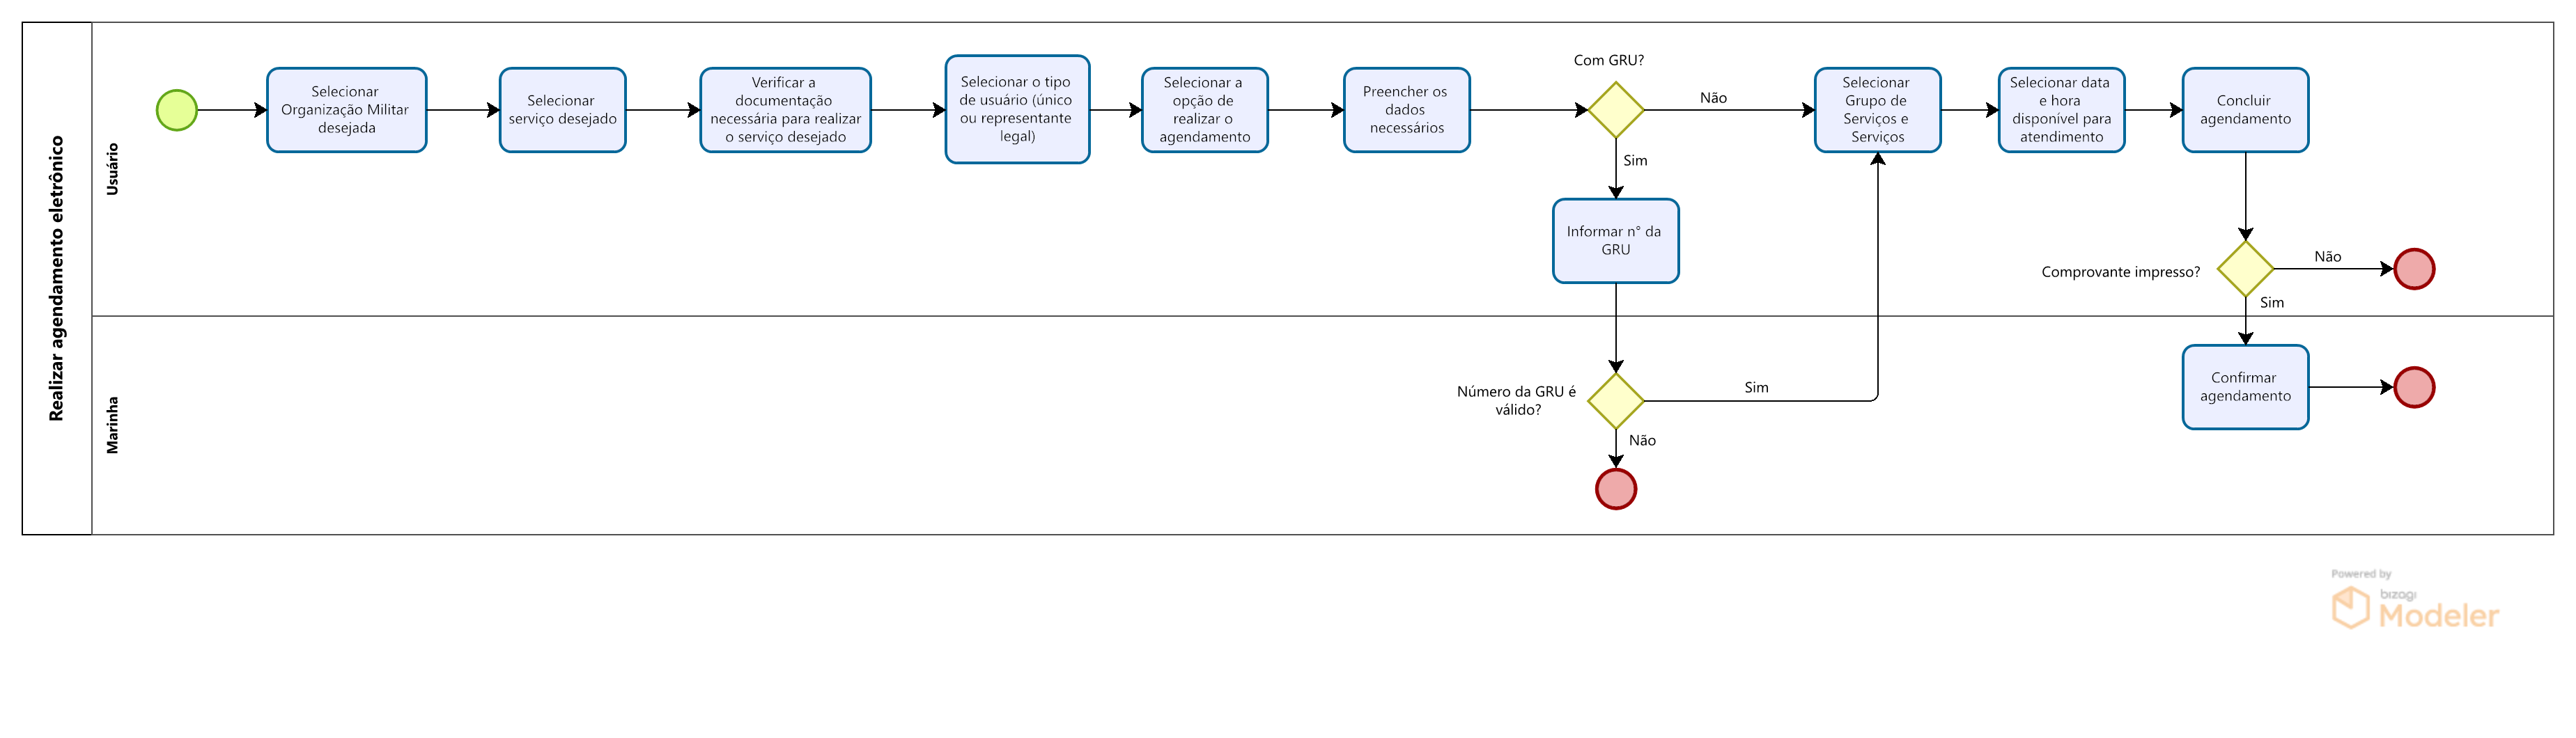 Realizar agendamento eletrônico
Usuário
Selecionar
Organização Militar
desejada
Selecionar
serviço desejado
Verificar a
documentação
necessária para realizar
o serviço desejado
Selecionar o tipo
de usuário (único
ou representante
legal)
Selecionar a
opção de
realizar o
agendamento
Preencher os
dados
necessários
Com GRU?
Não
Sim
Informar n° da
GRU
Selecionar
Grupo de
Serviços e
Serviços
Selecionar data
e hora
disponível para
atendimento
Concluir
agendamento
Comprovante impresso?
Não
Sim
Marinha
Número da GRU é
válido?
Sim
Não
Confirmar
agendamento
Powered by
bizagi
Modeler